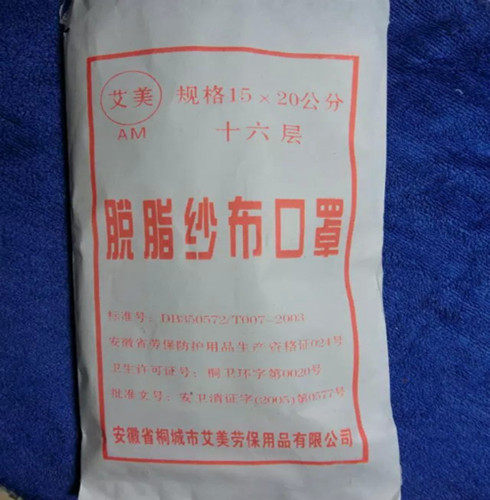 艾美 规格15×20公分
AM 十六层
脱脂纱布口罩
标准号:DB350572/T007-2003
安徽省劳保防护用品生产资格证024号
卫生许可证号:桐卫环字第0020号
批准文号:安卫消证字(2005)第0577号
安徽省桐城市艾美劳保用品有限公司